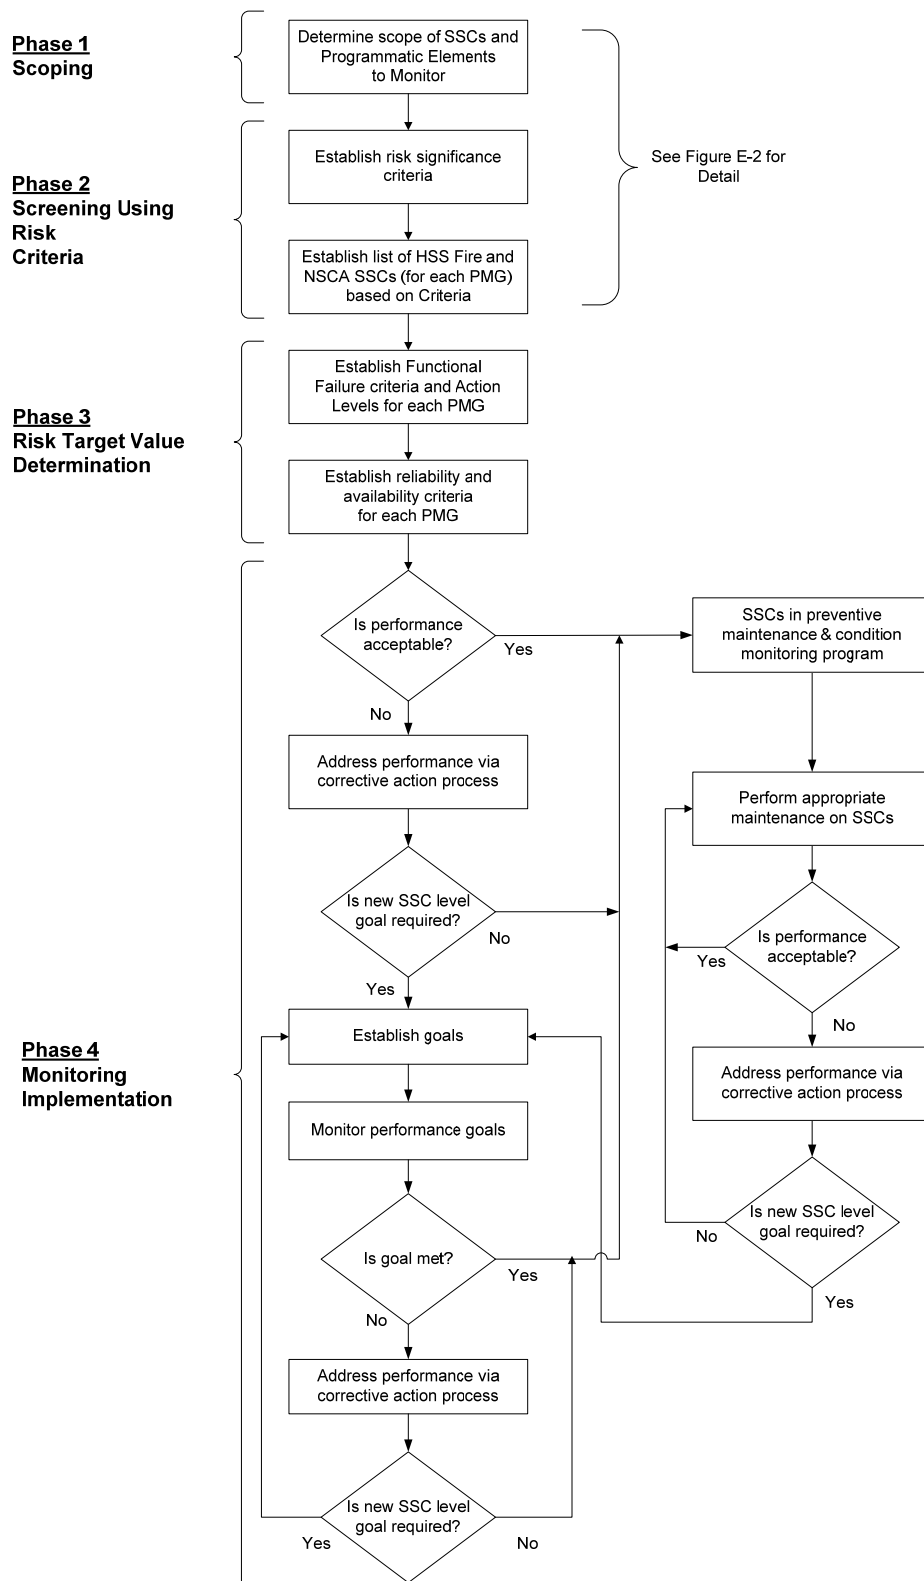 Phase 1
Scoping
Determine scope of SSCs and
Programmatic Elements
to Monitor
Phase 2
Screening Using
Risk
Criteria
Establish risk significance
criteria
See Figure E-2 for
Detail
Establish list of HSS Fire and
NSCA SSCs (for each PMG)
based on Criteria
Phase 3
Risk Target Value
Determination
Establish Functional
Failure criteria and Action
Levels for each PMG
Establish reliability and
availability criteria
for each PMG
Phase 4
Monitoring
Implementation
Is performance
acceptable?
Yes
No
Address performance via
corrective action process
Is new SSC level
goal required?
No
Yes
Establish goals
Monitor performance goals
Is goal met?
Yes
No
Address performance via
corrective action process
Is new SSC level
goal required?
Yes
No
SSCs in preventive
maintenance & condition
monitoring program
Perform appropriate
maintenance on SSCs
Is performance
acceptable?
Yes
No
Address performance via
corrective action process
Is new SSC level
goal required?
No
Yes